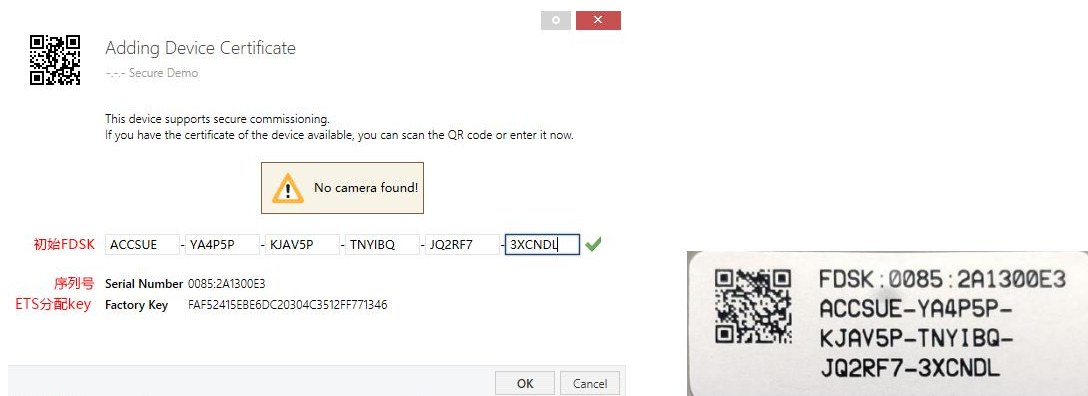 Adding Device Certificate
-.-.- Secure Demo
This device supports secure commissioning.
If you have the certificate of the device available, you can scan the QR code or enter it now.
No camera found!
初始FDSK ACCSUE - YA4P5P - KJAV5P - TNYIBQ - JQ2RF7 - 3XCNDL
序列号 Serial Number 0085:2A1300E3
ETS分配key Factory Key FAF52415EBE6DC20304C3512FF771346
OK Cancel
FDSK:0085:2A1300E3
ACCSUE-YA4P5P-
KJAV5P-TNYIBQ-
JQ2RF7-3XCNDL